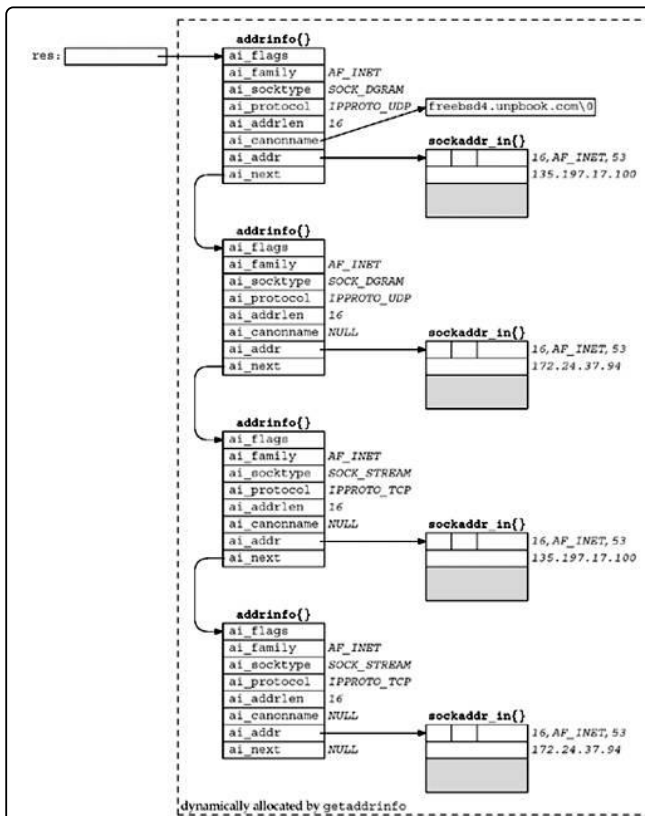 addrinfo{}
res:
ai_flags
ai_family AF_INET
ai_socktype SOCK_DGRAM
ai_protocol IPPROTO_UDP
ai_addrlen 16
ai_canonname
freebsd4.unpbook.com\0
ai_addr
sockaddr_in{}
16,AF_INET,53
ai_next
135.197.17.100
addrinfo{}
ai_flags
ai_family AF_INET
ai_socktype SOCK_DGRAM
ai_protocol IPPROTO_UDP
ai_addrlen 16
ai_canonname NULL
sockaddr_in{}
ai_addr
16,AF_INET,53
ai_next
172.24.37.94
addrinfo{}
ai_flags
ai_family AF_INET
ai_socktype SOCK_STREAM
ai_protocol IPPROTO_TCP
ai_addrlen 16
ai_canonname NULL
sockaddr_in{}
ai_addr
16,AF_INET,53
ai_next
135.197.17.100
addrinfo{}
ai_flags
ai_family AF_INET
ai_socktype SOCK_STREAM
ai_protocol IPPROTO_TCP
ai_addrlen 16
ai_canonname NULL
sockaddr_in{}
ai_addr
16,AF_INET,53
ai_next NULL
172.24.37.94
dynamically allocated by getaddrinfo